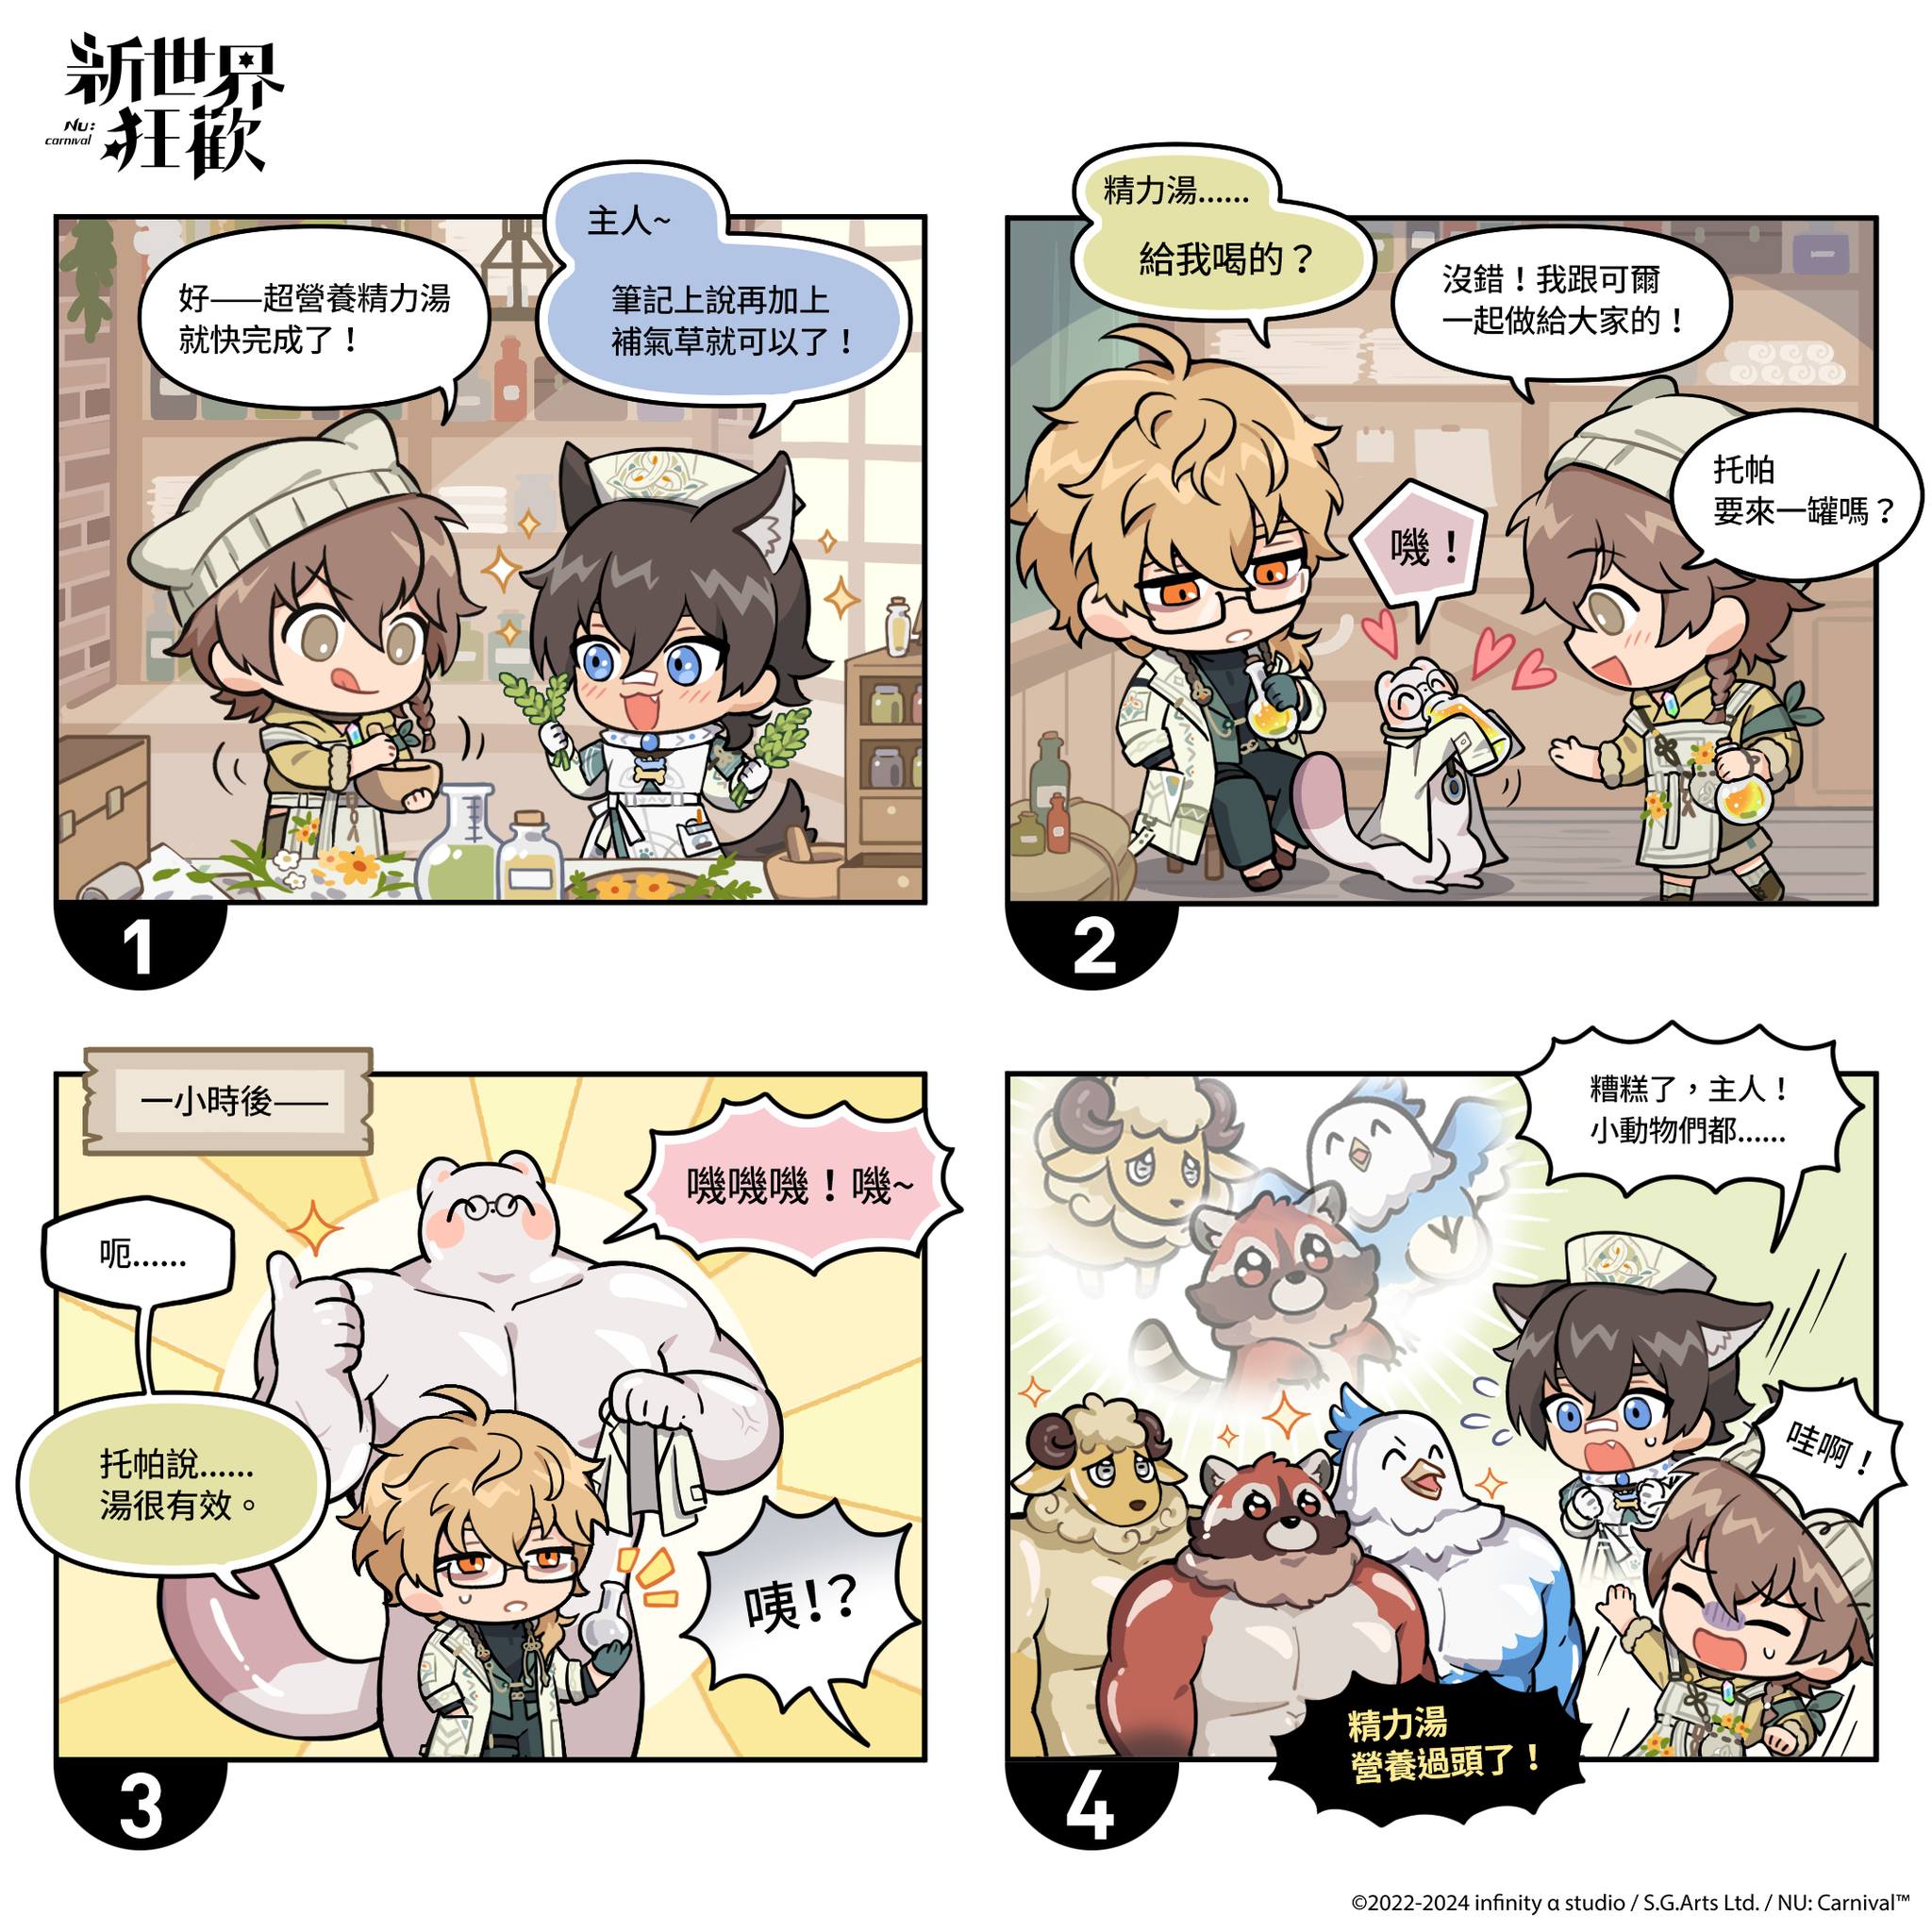 新世界
狂歡
NU:
carnival
好——超營養精力湯
就快完成了！
主人~
筆記上說再加上
補氣草就可以了！
1
精力湯......
給我喝的？
沒錯！我跟可爾
一起做給大家的！
嘰！
托帕
要來一罐嗎？
2
一小時後——
嘰嘰嘰！嘰~
呃......
托帕說......
湯很有效。
咦!?
3
糟糕了，主人！
小動物們都......
哇啊！
精力湯
營養過頭了！
4
©2022-2024 infinity α studio / S.G.Arts Ltd. / NU: Carnival™